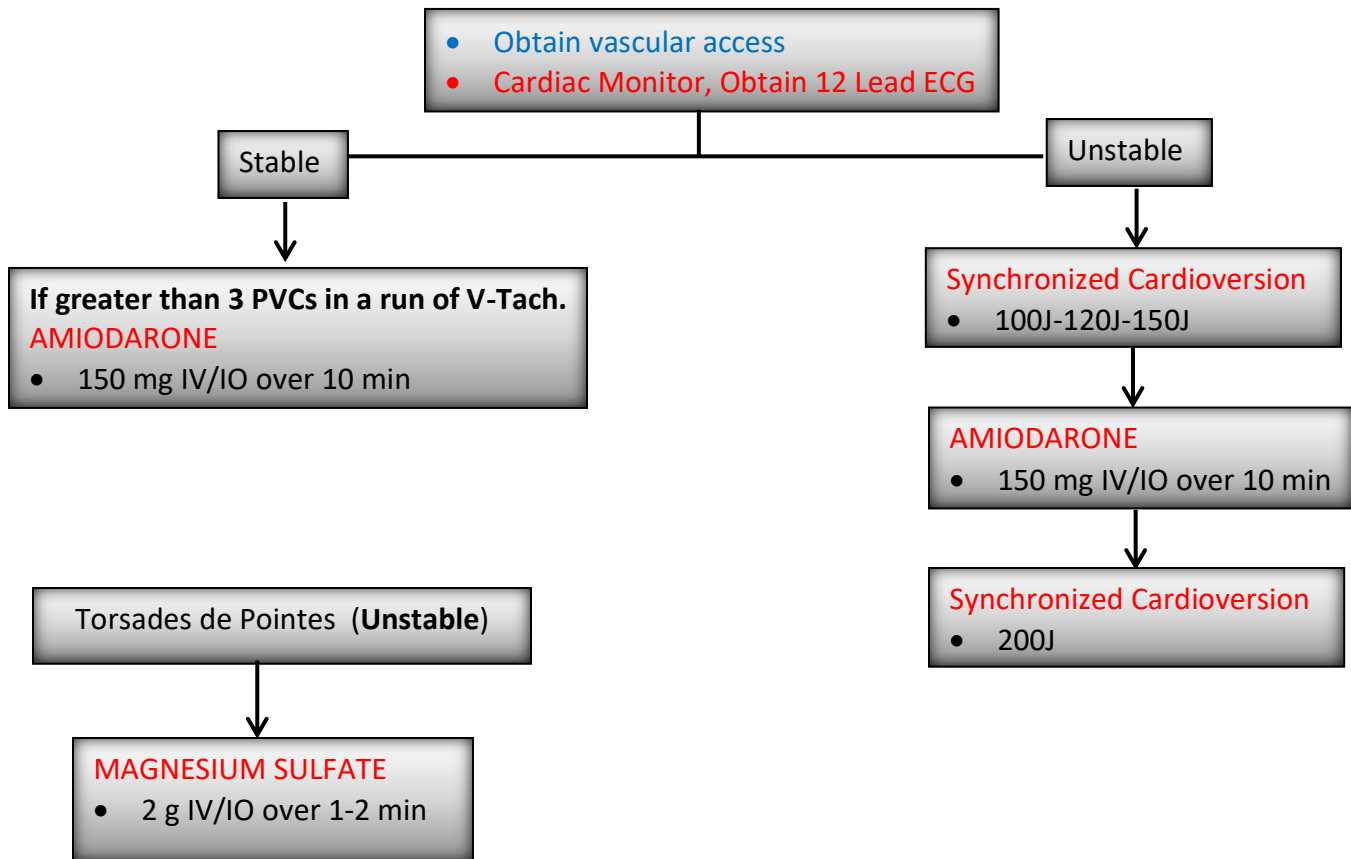 • Obtain vascular access
• Cardiac Monitor, Obtain 12 Lead ECG
Stable
Unstable
If greater than 3 PVCs in a run of V-Tach.
AMIODARONE
• 150 mg IV/IO over 10 min
Synchronized Cardioversion
• 100J-120J-150J
AMIODARONE
• 150 mg IV/IO over 10 min
Synchronized Cardioversion
• 200J
Torsades de Pointes (Unstable)
MAGNESIUM SULFATE
• 2 g IV/IO over 1-2 min